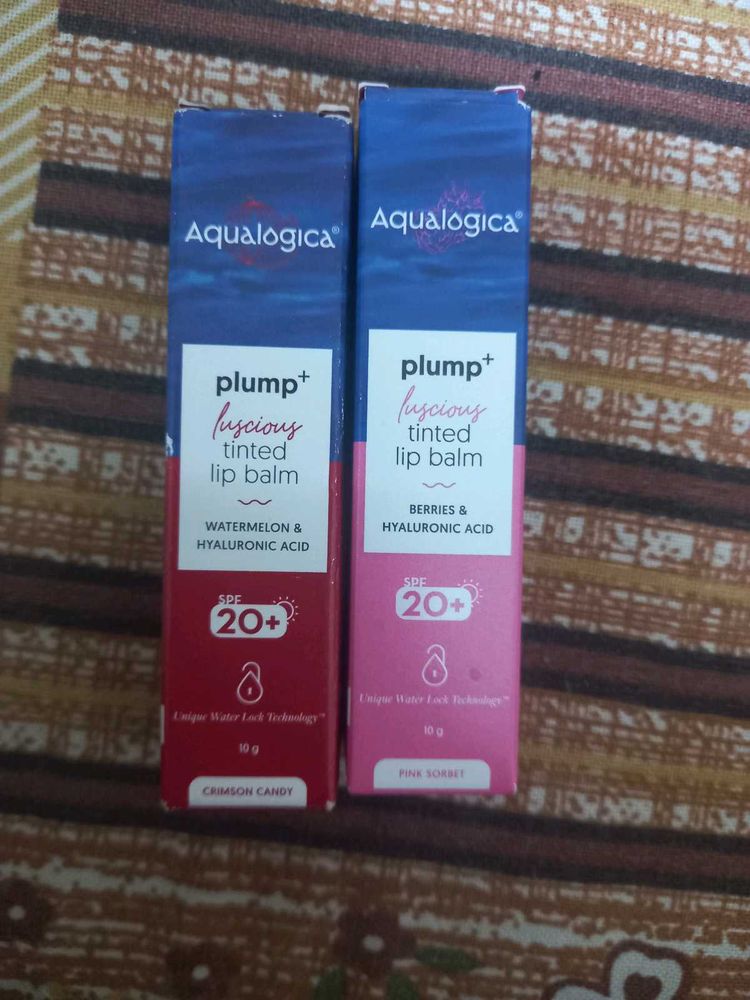 Aqualogica®
plump+
luscious
tinted
lip balm
WATERMELON &
HYALURONIC ACID
SPF
20+
Unique Water Lock Technology™
10 g
CRIMSON CANDY
Aqualogica®
plump+
luscious
tinted
lip balm
BERRIES &
HYALURONIC ACID
SPF
20+
Unique Water Lock Technology™
10 g
PINK SORBET